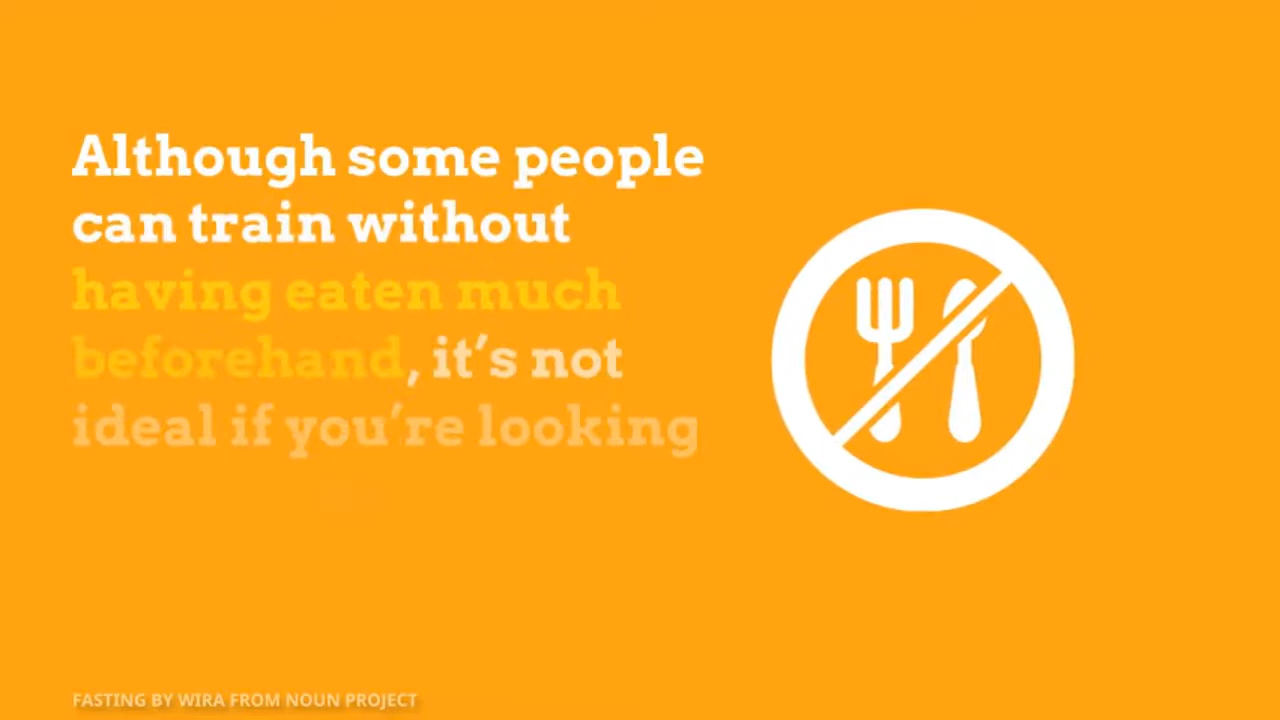 Although some people
can train without
having eaten much
beforehand, it’s not
ideal if you’re looking
FASTING BY WIRA FROM NOUN PROJECT